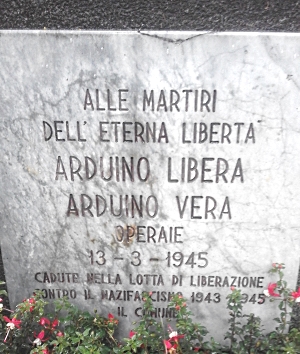 ALLE MARTIRI
DELL' ETERNA LIBERTA'
ARDUINO LIBERA
ARDUINO VERA
OPERAIE
13-3-1945
CADUTE NELLA LOTTA DI LIBERAZIONE
CONTRO IL NAZIFASCISMO 1943-1945
IL COMUNE